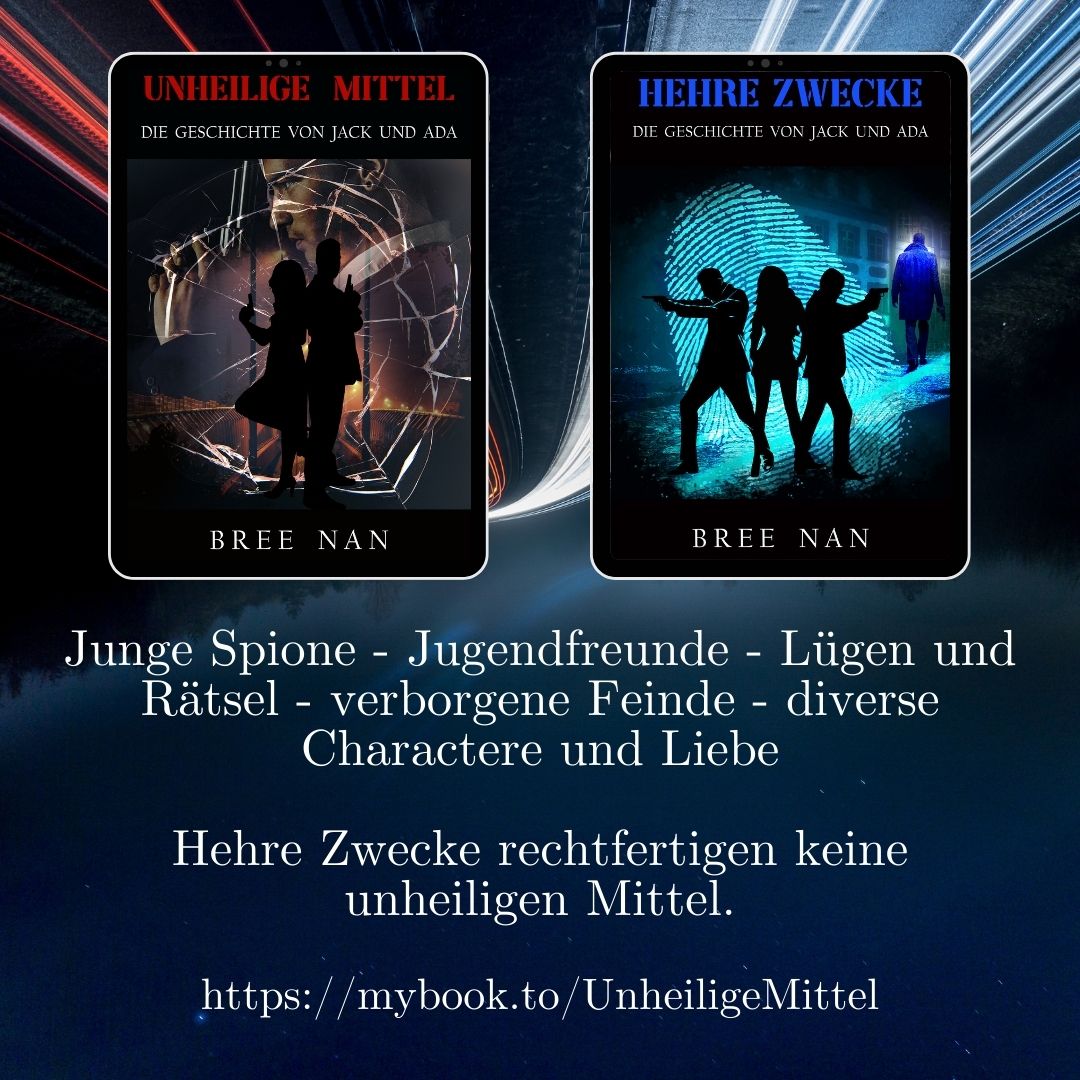 UNHEILIGE MITTEL
DIE GESCHICHTE VON JACK UND ADA
BREE NAN
HEHRE ZWECKE
DIE GESCHICHTE VON JACK UND ADA
BREE NAN
Junge Spione - Jugendfreunde - Lügen und
Rätsel - verborgene Feinde - diverse
Charactere und Liebe
Hehre Zwecke rechtfertigen keine
unheiligen Mittel.
https://mybook.to/UnheiligeMittel